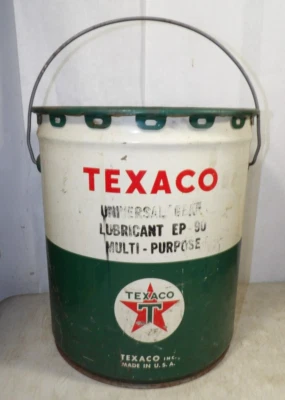 TEXACO
UNIVERSAL GEAR
LUBRICANT EP-90
MULTI-PURPOSE
TEXACO
T
TEXACO INC.
MADE IN U.S.A.